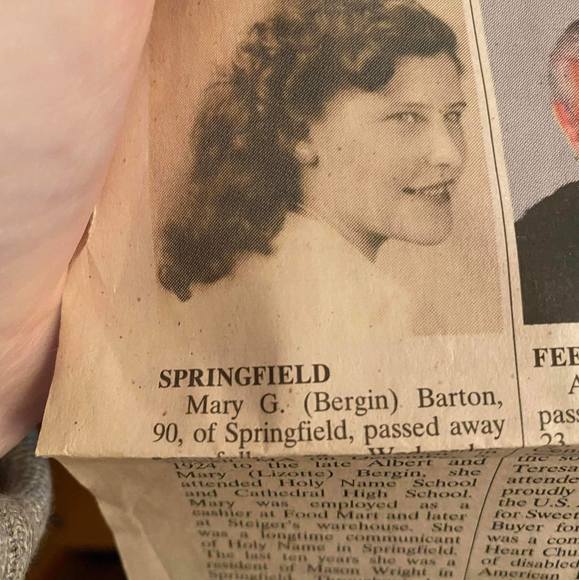 SPRINGFIELD
Mary G. (Bergin) Barton,
90, of Springfield, passed away
1924 to the late Albert and
Mary (Lizotte) Bergin, she
attended Holy Name School
and Cathedral High School.
Mary was employed as a
cashier at Food Mart and later
at Steiger's warehouse. She
was a longtime communicant
of Holy Name in Springfield.
The last ten years she was a
resident of Mason Wright in
Springfield.
FEE
A
pass
23
Teresa
attende
proudly
the U.S.
for Sweet
Buyer for
was a com
Heart Chu
of disabled
American